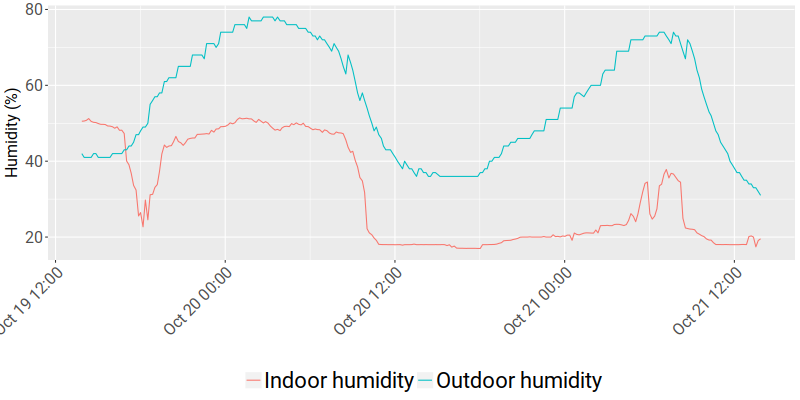 80
60
40
20
Humidity (%)
Oct 19 12:00
Oct 20 00:00
Oct 20 12:00
Oct 21 00:00
Oct 21 12:00
Indoor humidity Outdoor humidity